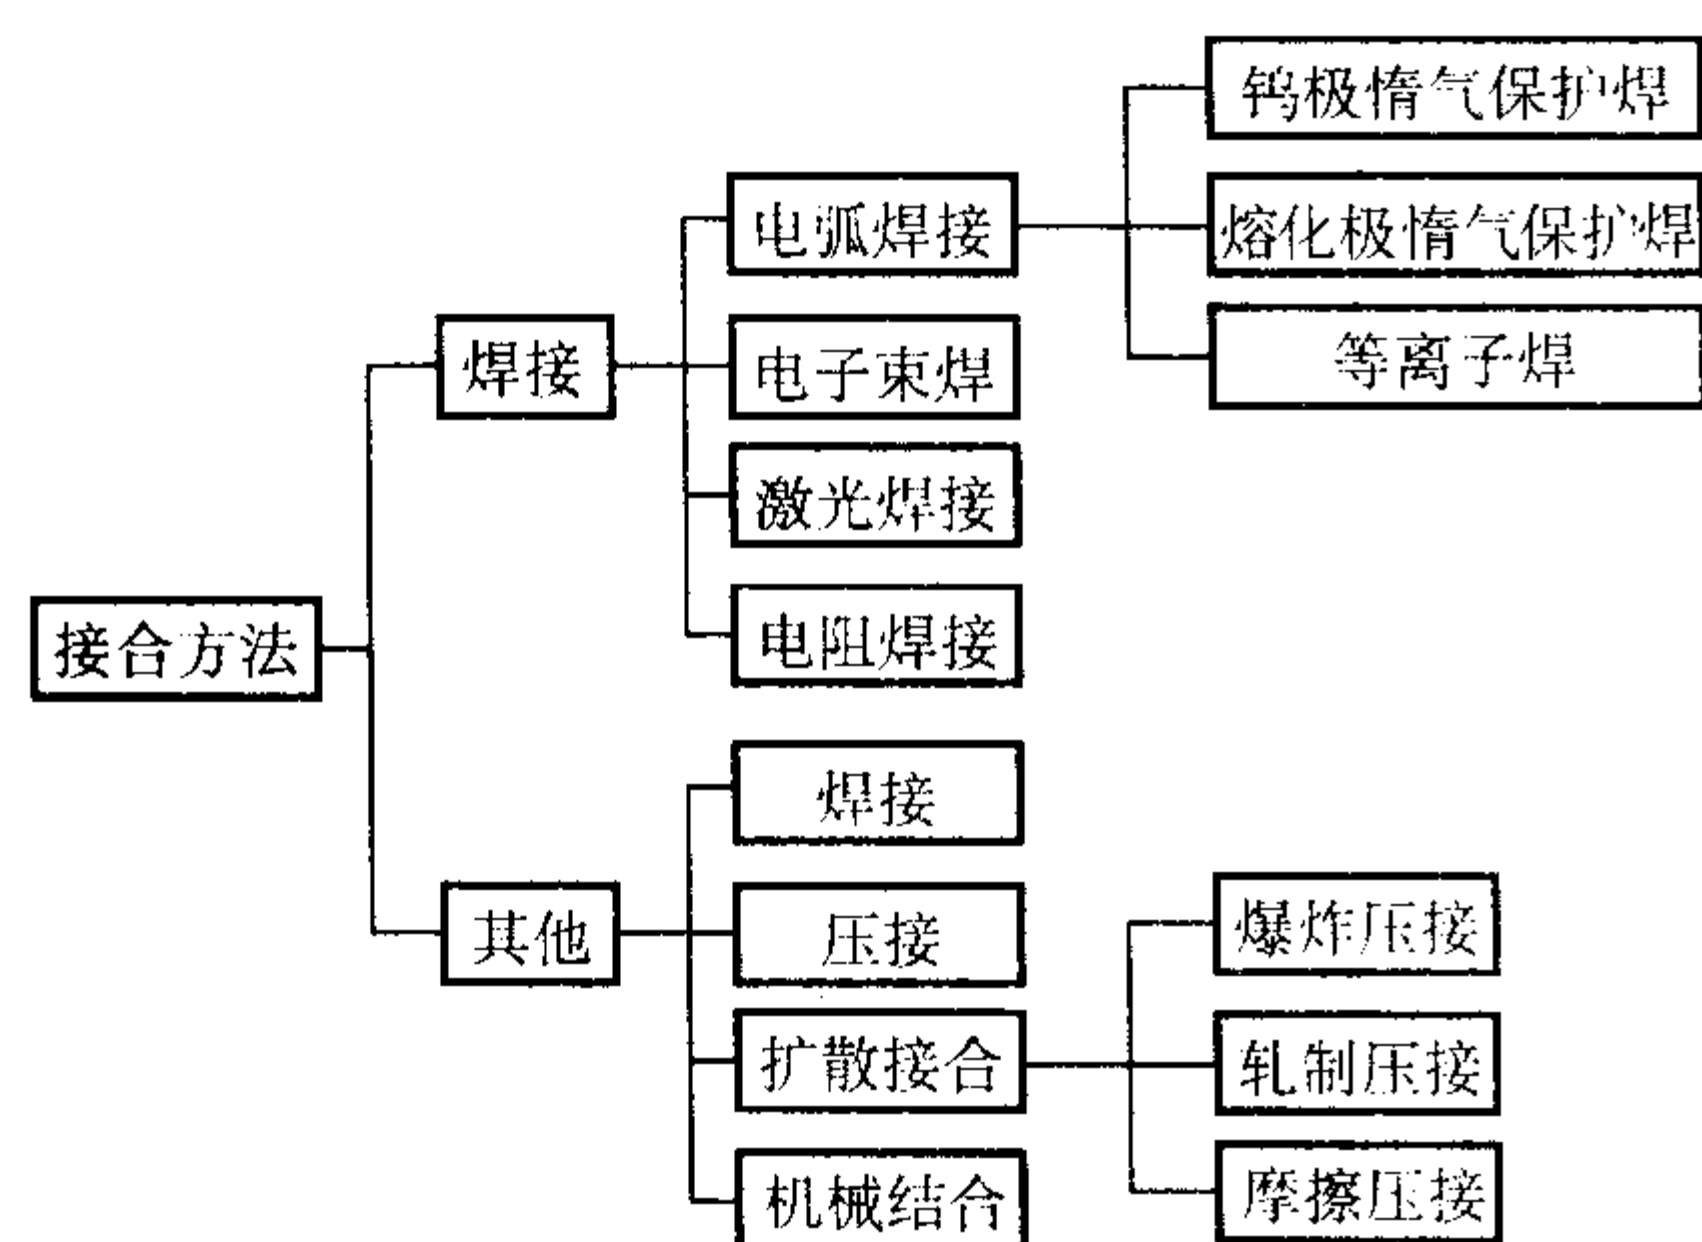 钨极惰气保护焊
电弧焊接
熔化极惰气保护焊
焊接
电子束焊
等离子焊
激光焊接
接合方法
电阻焊接
焊接
其他
压接
爆炸压接
扩散接合
轧制压接
机械结合
摩擦压接